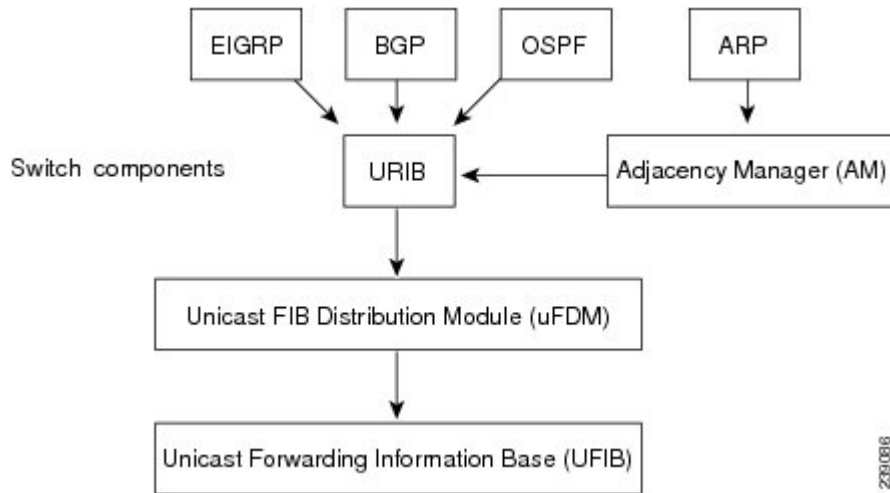 EIGRP
BGP
OSPF
ARP
Switch components
URIB
Adjacency Manager (AM)
Unicast FIB Distribution Module (uFDM)
Unicast Forwarding Information Base (UFIB)
239086